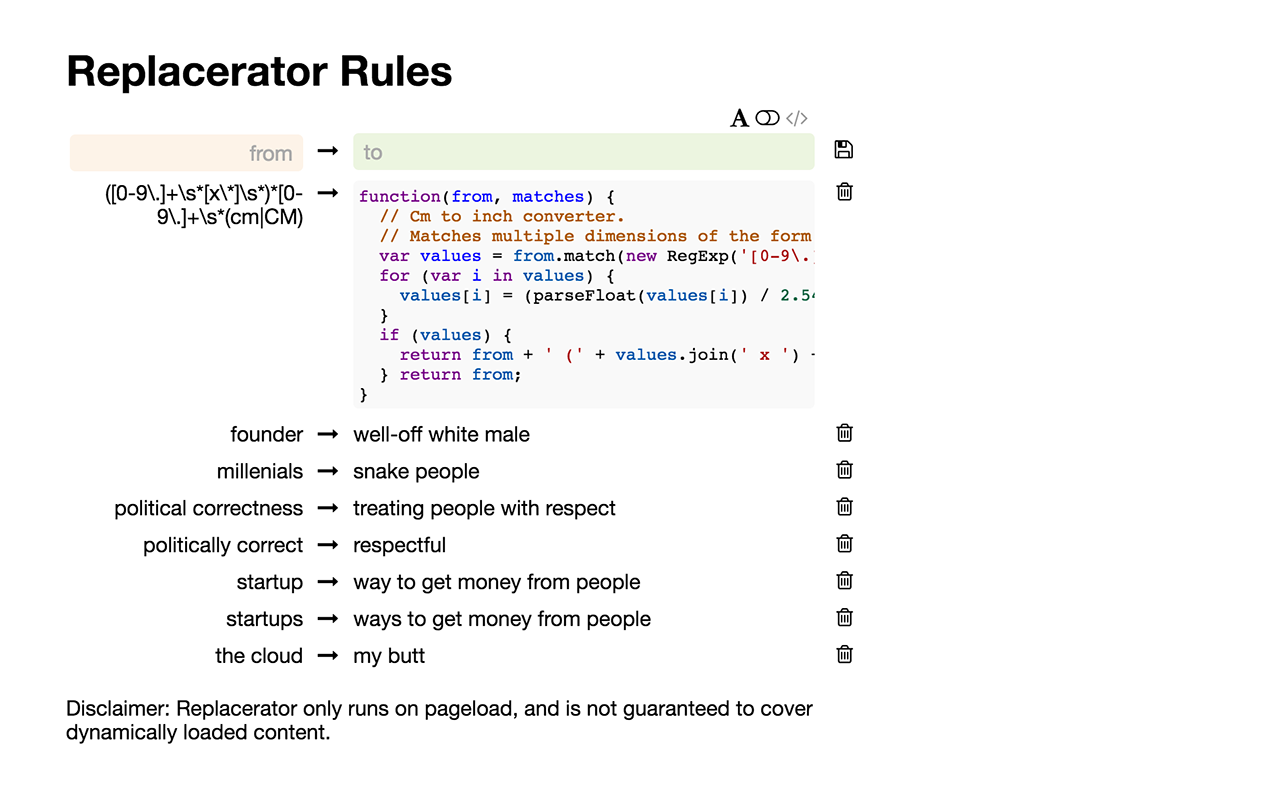 Replacerator Rules
A </>
from → to
([0-9\.]+\s*[x\*]\s*)*[0-
9\.]+\s*(cm|CM) →
function(from, matches) {
  // Cm to inch converter.
  // Matches multiple dimensions of the form
  var values = from.match(new RegExp('[0-9\.]
  for (var i in values) {
    values[i] = (parseFloat(values[i]) / 2.54
  }
  if (values) {
    return from + ' (' + values.join(' x ') +
  } return from;
}
founder → well-off white male
millenials → snake people
political correctness → treating people with respect
politically correct → respectful
startup → way to get money from people
startups → ways to get money from people
the cloud → my butt
Disclaimer: Replacerator only runs on pageload, and is not guaranteed to cover
dynamically loaded content.